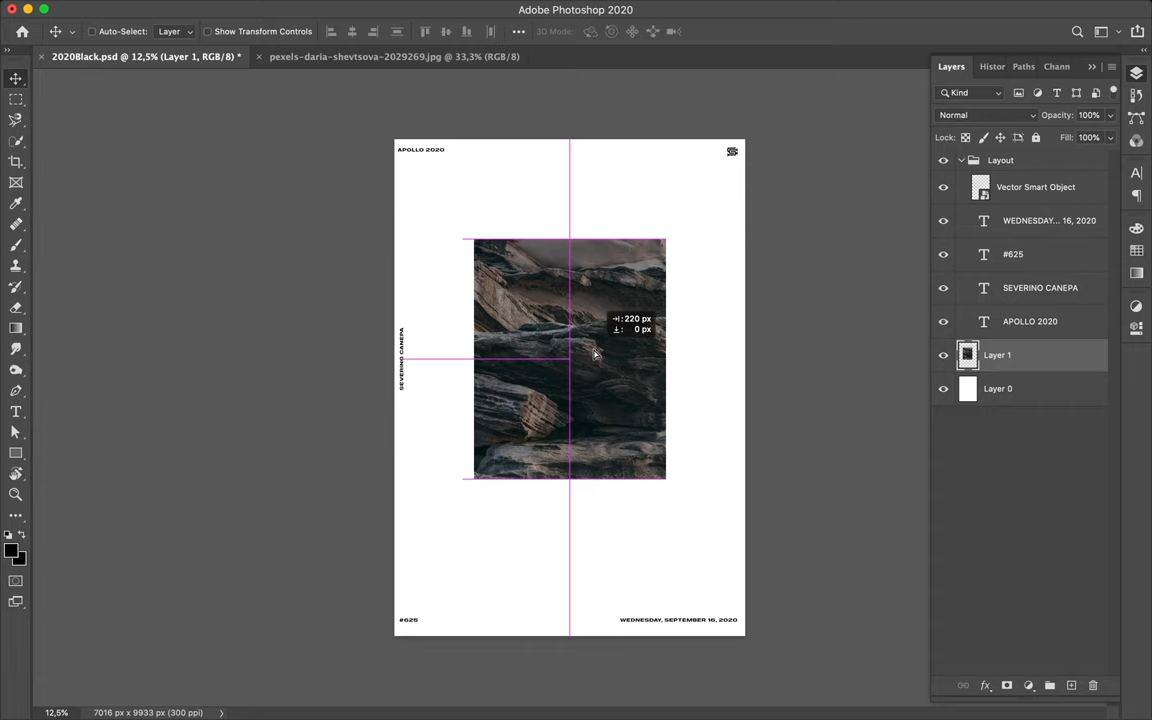 Adobe Photoshop 2020
Auto-Select: Layer Show Transform Controls 3D Mode:
2020Black.psd @ 12,5% (Layer 1, RGB/8) * pexels-daria-shevtsova-2029269.jpg @ 33,3% (RGB/8)
Layers Histor Paths Chann
Kind
Normal Opacity: 100%
Lock: Fill: 100%
Layout
Vector Smart Object
WEDNESDAY... 16, 2020
#625
SEVERINO CANEPA
APOLLO 2020
Layer 1
Layer 0
APOLLO 2020
220 px
0 px
SEVERINO CANEPA
#625
WEDNESDAY, SEPTEMBER 16, 2020
12,5% 7016 px x 9933 px (300 ppi)